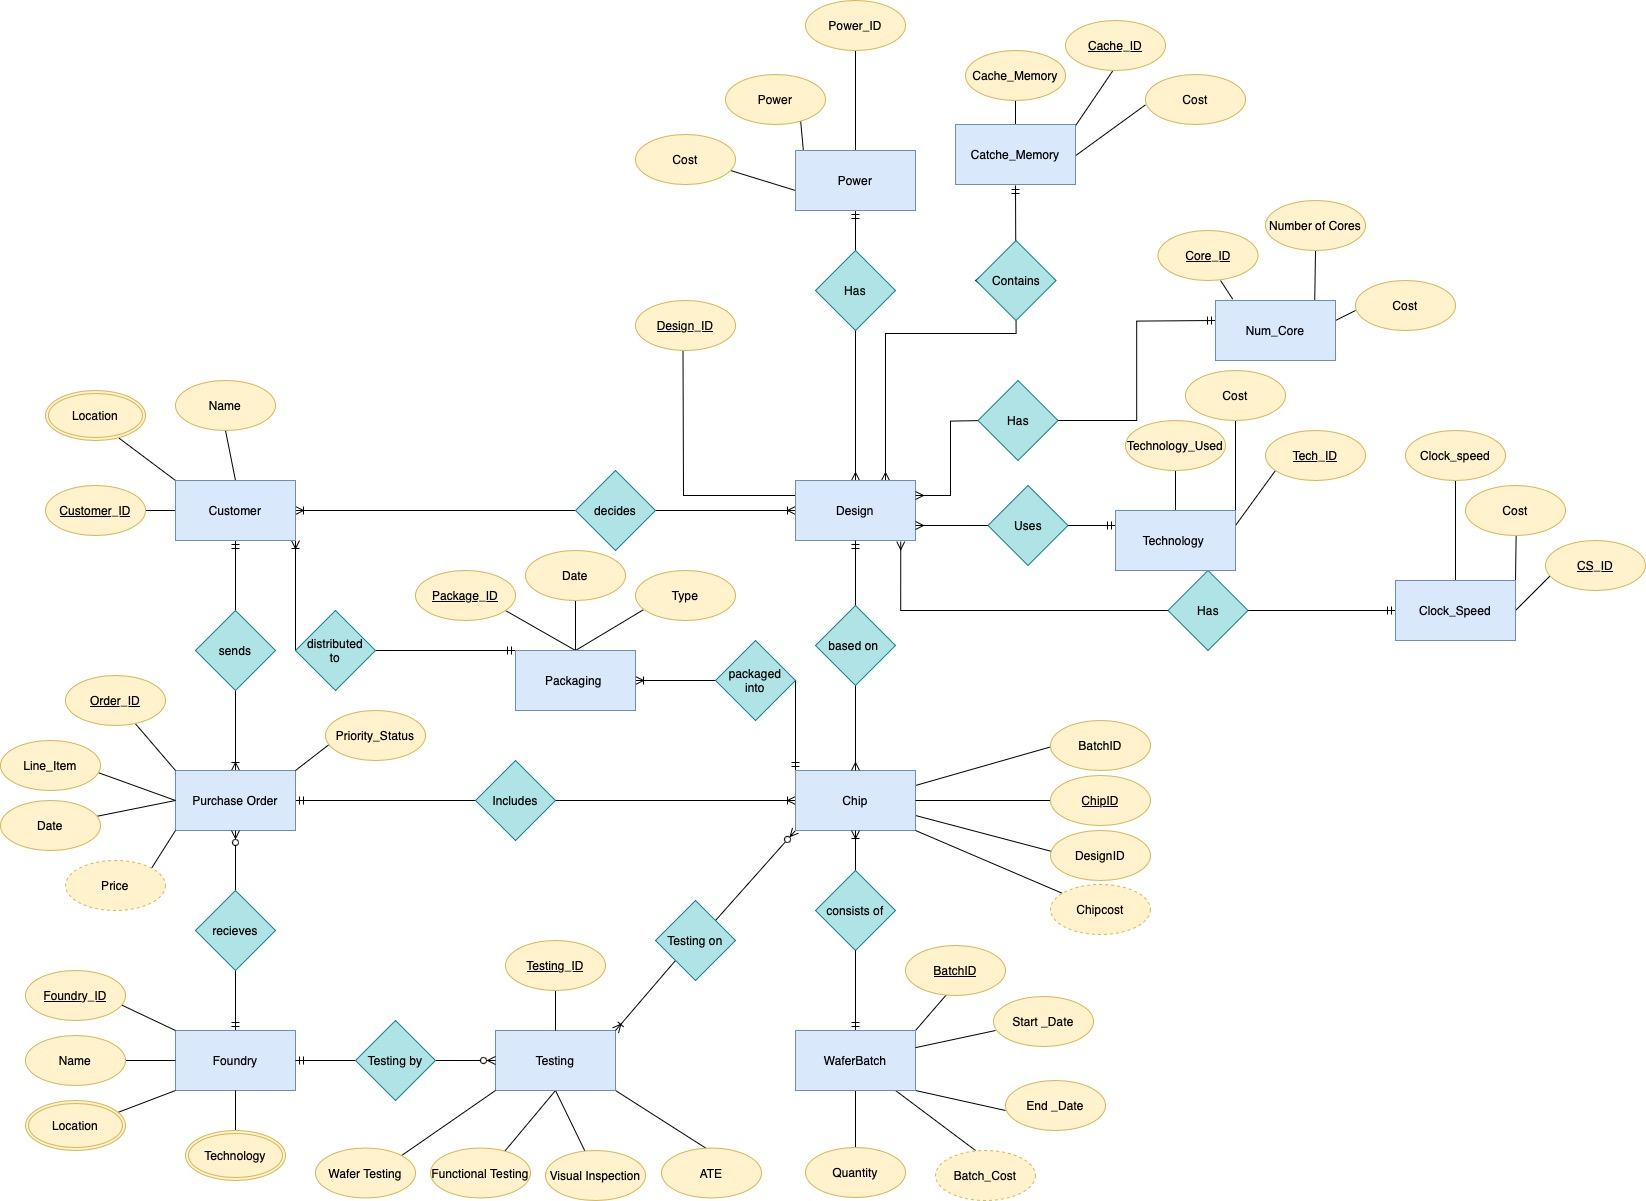 Power_ID
Cache_ID
Cache_Memory
Power
Cost
Cost
Catche_Memory
Power
Number of Cores
Core_ID
Has
Contains
Cost
Design_ID
Num_Core
Cost
Location
Name
Has
Technology_Used
Tech_ID
Clock_speed
Customer_ID
Customer
decides
Design
Cost
Uses
Technology
CS_ID
Date
Package_ID
Type
Has
Clock_Speed
sends
distributed
to
based on
Packaging
packaged
into
Order_ID
Priority_Status
BatchID
Line_Item
Purchase Order
Includes
Chip
ChipID
Date
DesignID
Price
Chipcost
recieves
Testing on
consists of
Testing_ID
BatchID
Foundry_ID
Start _Date
Name
Foundry
Testing by
Testing
WaferBatch
End _Date
Location
Technology
Wafer Testing
Functional Testing
Visual Inspection
ATE
Quantity
Batch_Cost